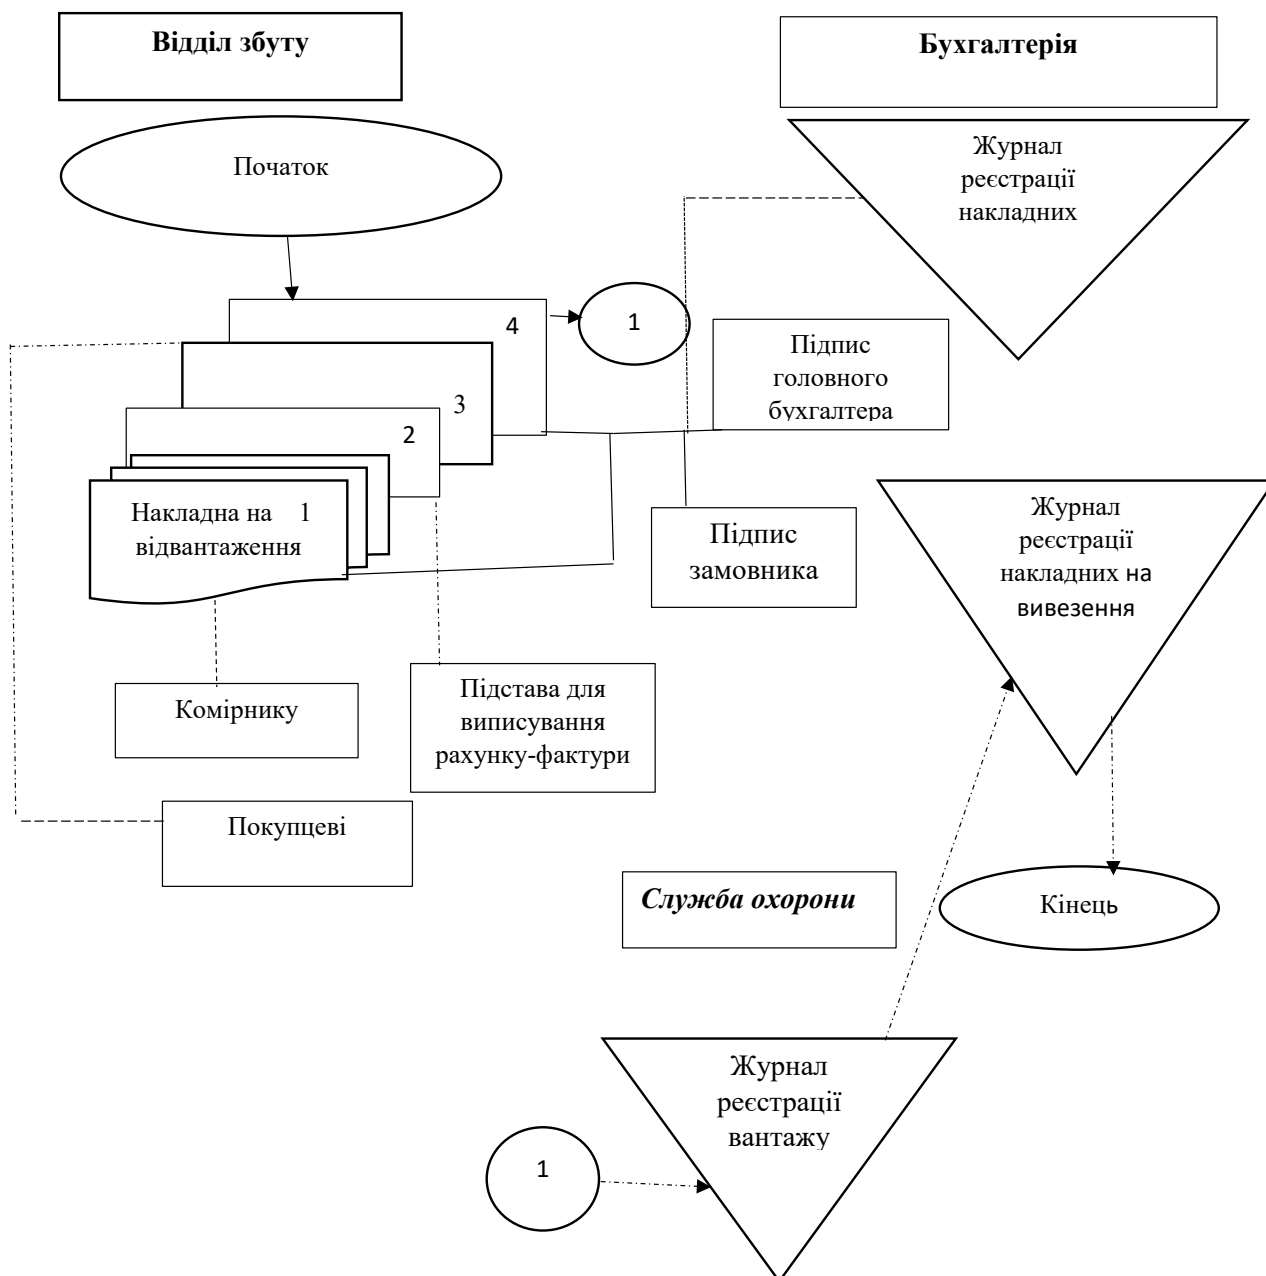 Відділ збуту
Бухгалтерія
Початок
Журнал
реєстрації
накладних
4
1
Підпис
головного
бухгалтера
3
2
Накладна на 1
відвантаження
Підпис
замовника
Журнал
реєстрації
накладних на
вивезення
Комірнику
Підстава для
виписування
рахунку-фактури
Покупцеві
Служба охорони
Кінець
Журнал
реєстрації
вантажу
1